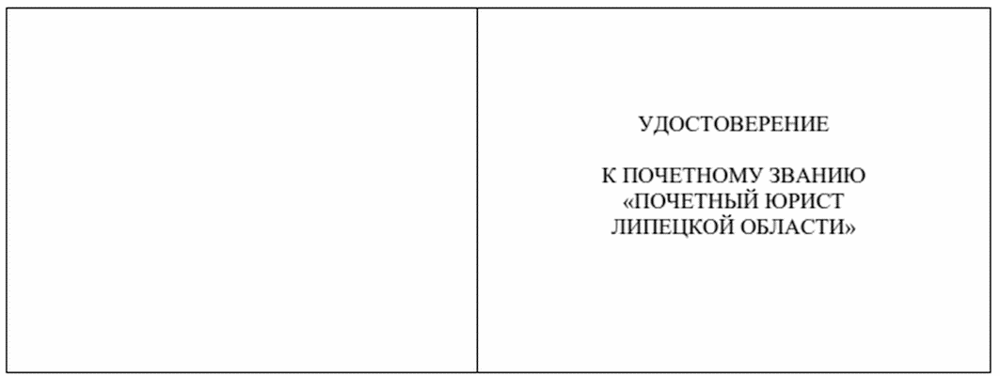 УДОСТОВЕРЕНИЕ
К ПОЧЕТНОМУ ЗВАНИЮ
«ПОЧЕТНЫЙ ЮРИСТ
ЛИПЕЦКОЙ ОБЛАСТИ»